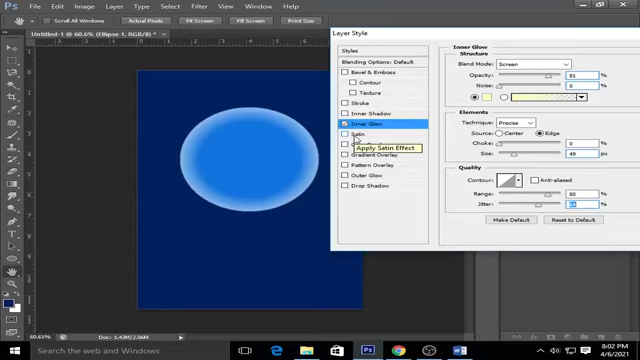 Ps File Edit Image Layer Type Select Filter 3D View Window Help
Scroll All Windows Actual Pixels Fit Screen Fill Screen Print Size
Untitled-1 @ 60.6% (Ellipse 1, RGB/8) *
Layer Style
Styles
Blending Options: Default
Bevel & Emboss
Contour
Texture
Stroke
Inner Shadow
Inner Glow
Satin
Apply Satin Effect
Gradient Overlay
Pattern Overlay
Outer Glow
Drop Shadow
Inner Glow
Structure
Blend Mode: Screen
Opacity: 81 %
Noise: 0 %
Elements
Technique: Precise
Source: Center Edge
Choke: 0 %
Size: 49 px
Quality
Contour: Anti-aliased
Range: 60 %
Jitter: %
Make Default Reset to Default
60.61% Doc: 1.43M/2.06M
Search the web and Windows
8:02 PM
4/6/2021